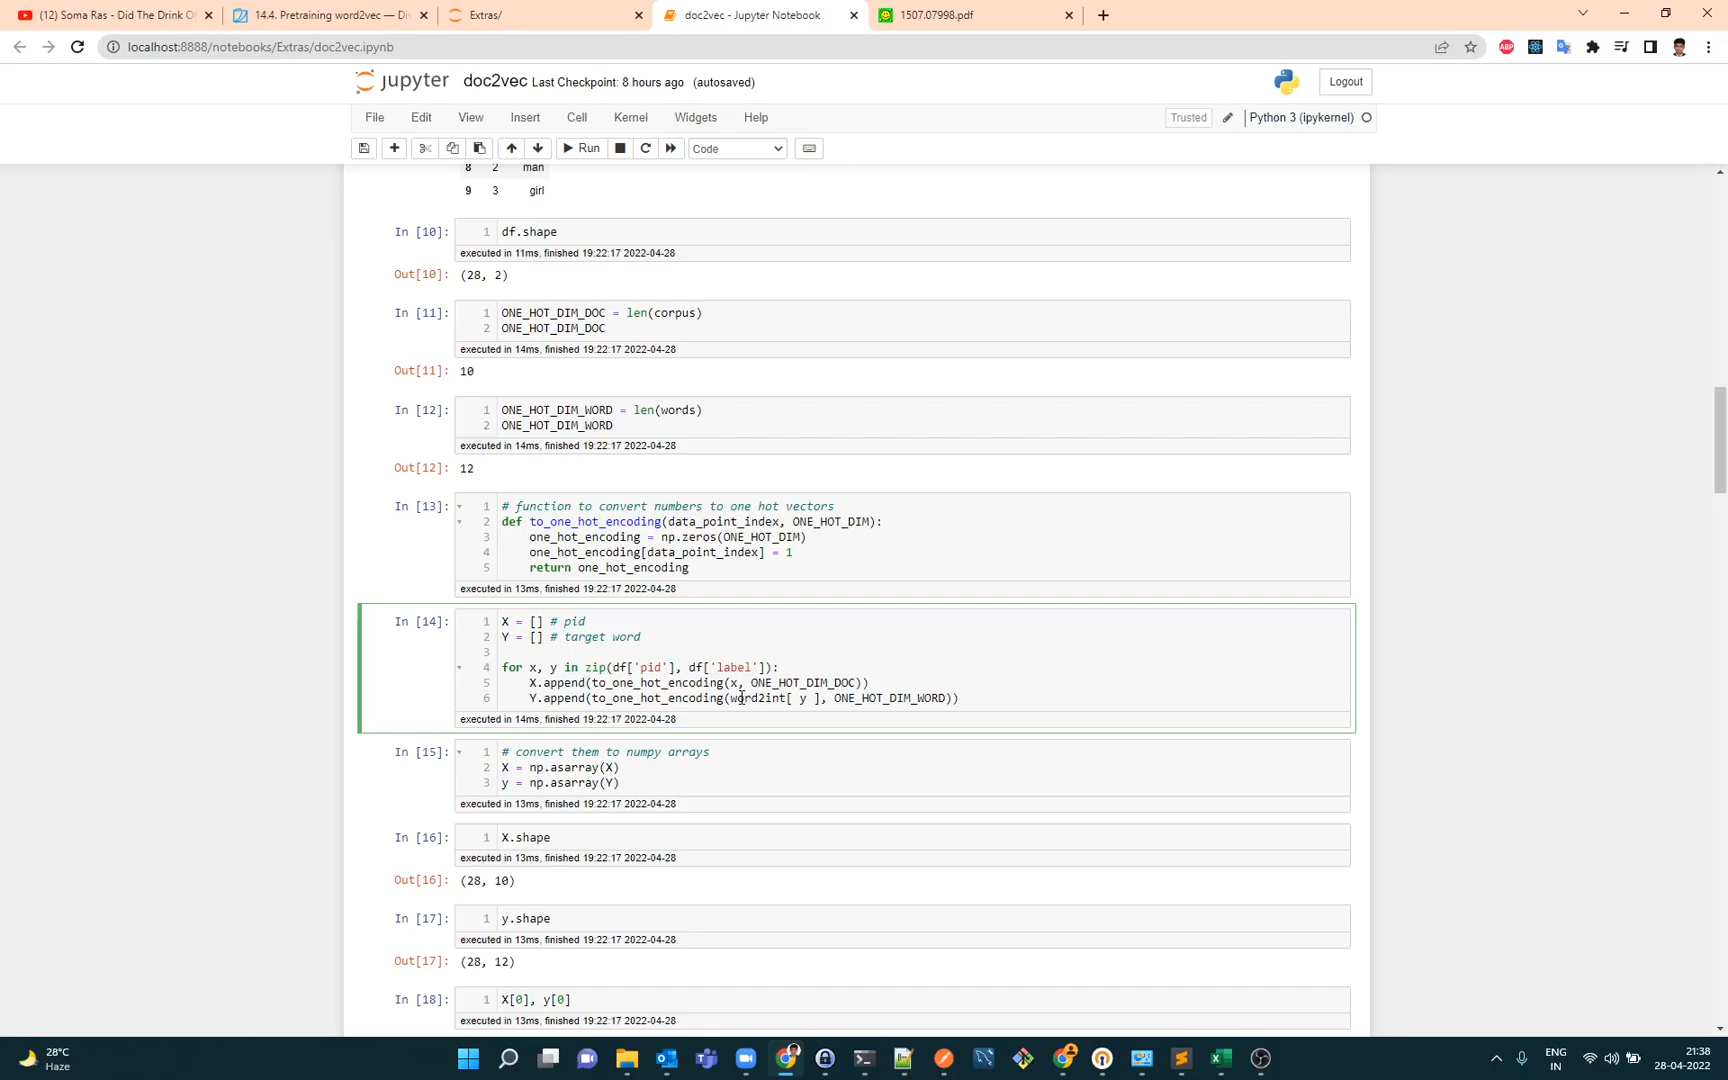 (12) Soma Ras - Did The Drink O
14.4. Pretraining word2vec — Div
Extras/
doc2vec - Jupyter Notebook
1507.07998.pdf
localhost:8888/notebooks/Extras/doc2vec.ipynb
ABP
jupyter doc2vec Last Checkpoint: 8 hours ago (autosaved)
Logout
File Edit View Insert Cell Kernel Widgets Help
Trusted Python 3 (ipykernel)
Run Code
8 2 man
9 3 girl
In [10]: 1 df.shape
executed in 11ms, finished 19:22:17 2022-04-28
Out[10]: (28, 2)
In [11]: 1 ONE_HOT_DIM_DOC = len(corpus)
2 ONE_HOT_DIM_DOC
executed in 14ms, finished 19:22:17 2022-04-28
Out[11]: 10
In [12]: 1 ONE_HOT_DIM_WORD = len(words)
2 ONE_HOT_DIM_WORD
executed in 14ms, finished 19:22:17 2022-04-28
Out[12]: 12
In [13]: 1 # function to convert numbers to one hot vectors
2 def to_one_hot_encoding(data_point_index, ONE_HOT_DIM):
3 one_hot_encoding = np.zeros(ONE_HOT_DIM)
4 one_hot_encoding[data_point_index] = 1
5 return one_hot_encoding
executed in 13ms, finished 19:22:17 2022-04-28
In [14]: 1 X = [] # pid
2 Y = [] # target word
3
4 for x, y in zip(df['pid'], df['label']):
5 X.append(to_one_hot_encoding(x, ONE_HOT_DIM_DOC))
6 Y.append(to_one_hot_encoding(word2int[ y ], ONE_HOT_DIM_WORD))
executed in 14ms, finished 19:22:17 2022-04-28
In [15]: 1 # convert them to numpy arrays
2 X = np.asarray(X)
3 y = np.asarray(Y)
executed in 13ms, finished 19:22:17 2022-04-28
In [16]: 1 X.shape
executed in 13ms, finished 19:22:17 2022-04-28
Out[16]: (28, 10)
In [17]: 1 y.shape
executed in 13ms, finished 19:22:17 2022-04-28
Out[17]: (28, 12)
In [18]: 1 X[0], y[0]
executed in 13ms, finished 19:22:17 2022-04-28
28°C
Haze
ENG
IN
21:38
28-04-2022